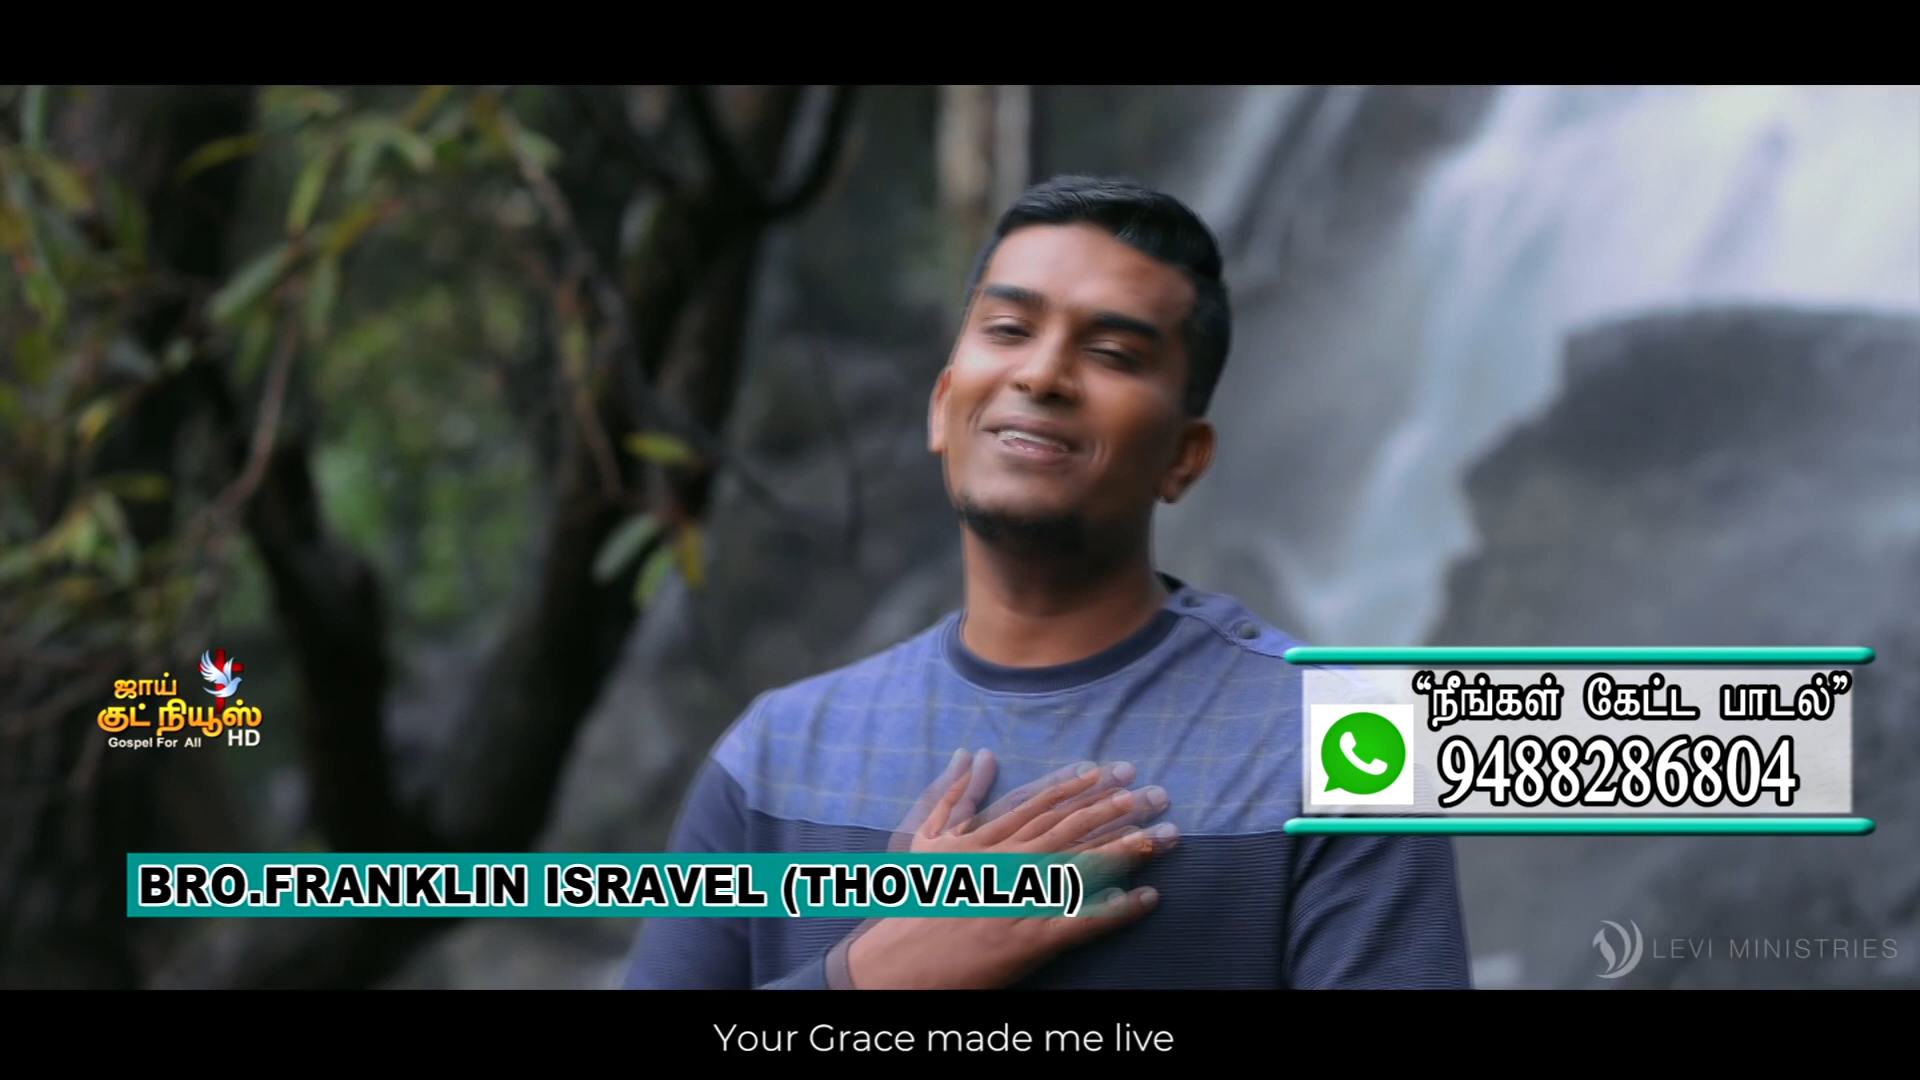 ஜாய்
குட் நியூஸ்
Gospel For All HD
“நீங்கள் கேட்ட பாடல்”
9488286804
BRO.FRANKLIN ISRAVEL (THOVALAI)
LEVI MINISTRIES
Your Grace made me live